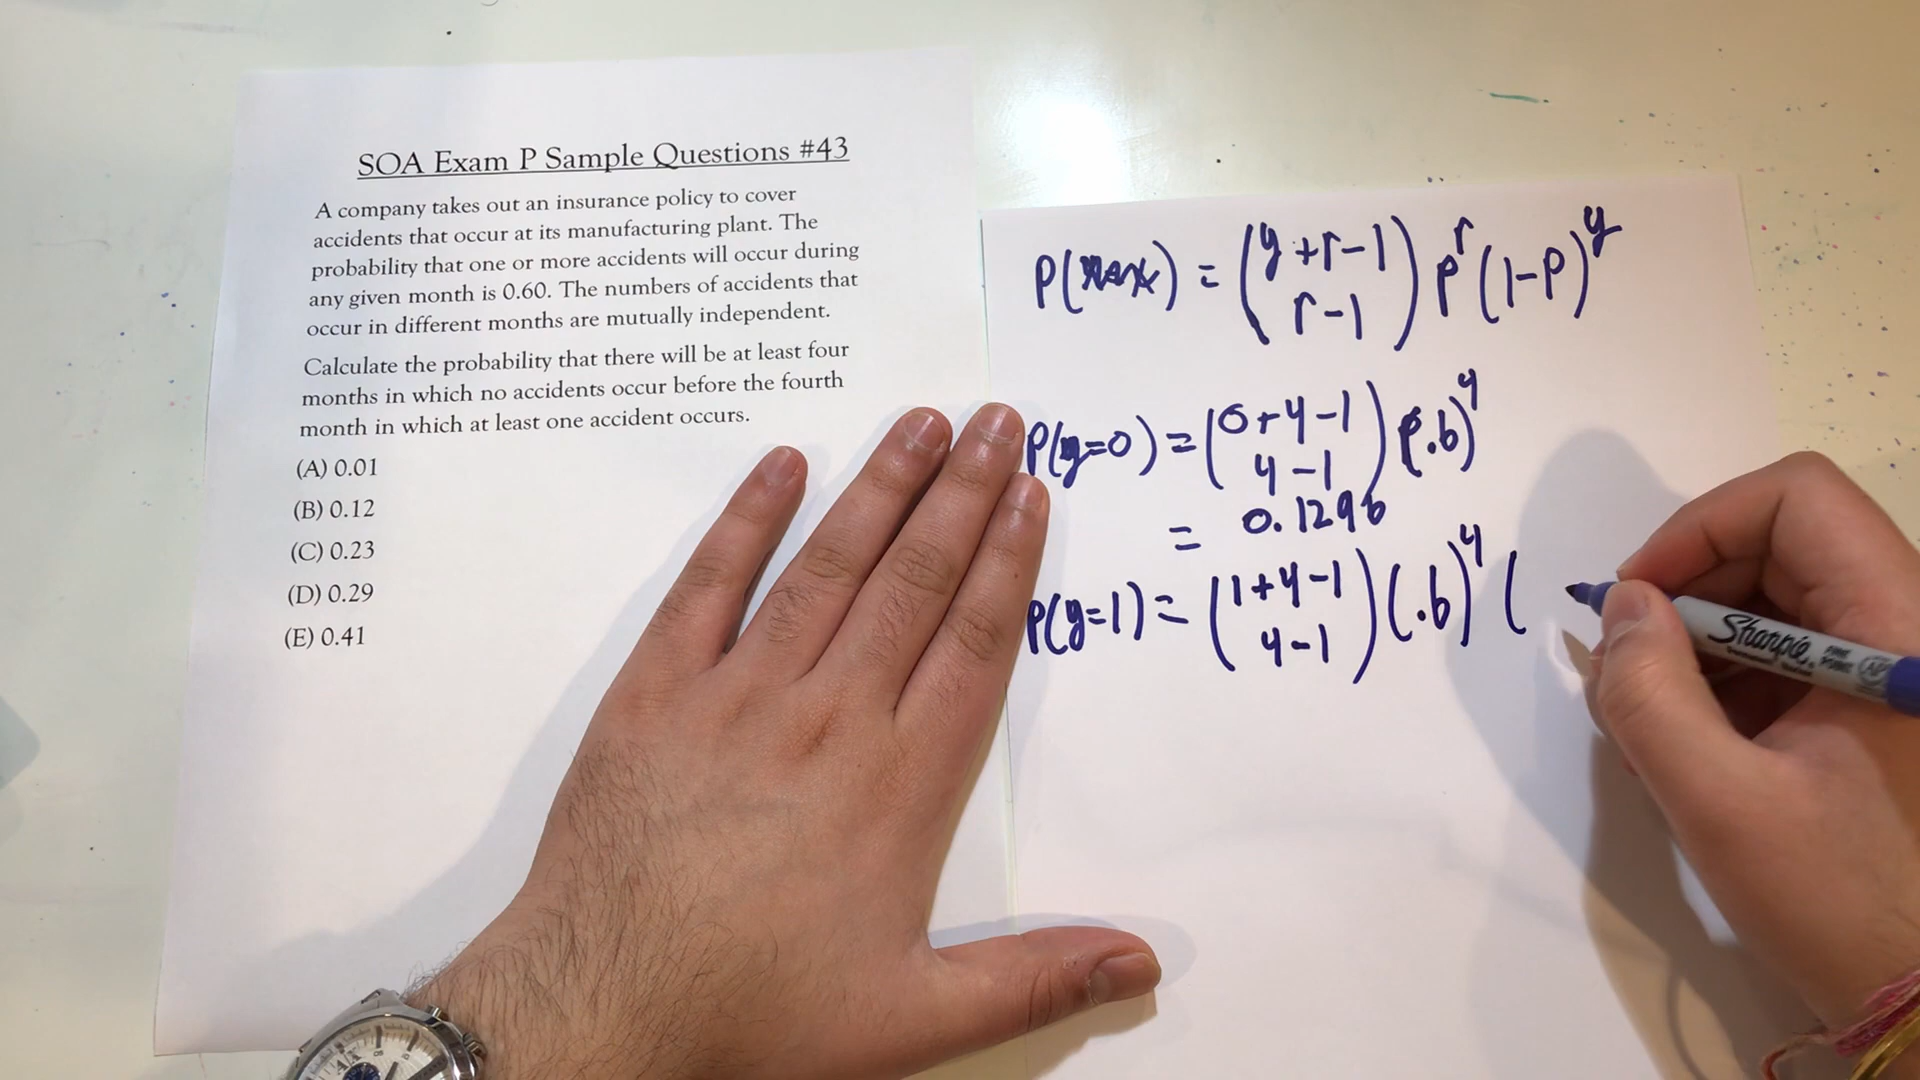 SOA Exam P Sample Questions #43
A company takes out an insurance policy to cover
accidents that occur at its manufacturing plant. The
probability that one or more accidents will occur during
any given month is 0.60. The numbers of accidents that
occur in different months are mutually independent.
Calculate the probability that there will be at least four
months in which no accidents occur before the fourth
month in which at least one accident occurs.
(A) 0.01
(B) 0.12
(C) 0.23
(D) 0.29
(E) 0.41
P( ) = (y+r-1
r-1) p^r (1-p)^y
P(y=0) = (0+4-1
4-1) (.6)^4
= 0.1296
P(y=1) = (1+4-1
4-1) (.6)^4 (
Sharpie